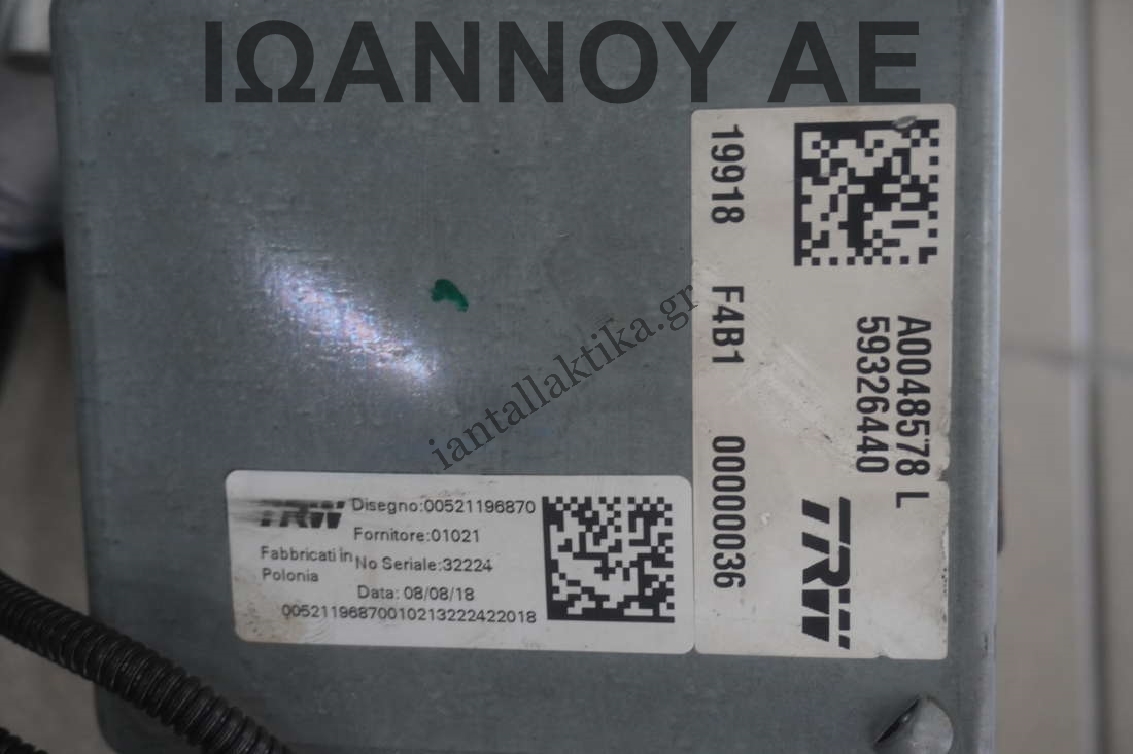 ΙΩΑΝΝΟΥ ΑΕ
19918 F4B1 000000036
A0048578 L
59326440
TRW
iantallaktika.gr
TRW
Disegno:00521196870
Fornitore:01021
Fabbricati in
Polonia
No Seriale:32224
Data: 08/08/18
00521196870010213222422018